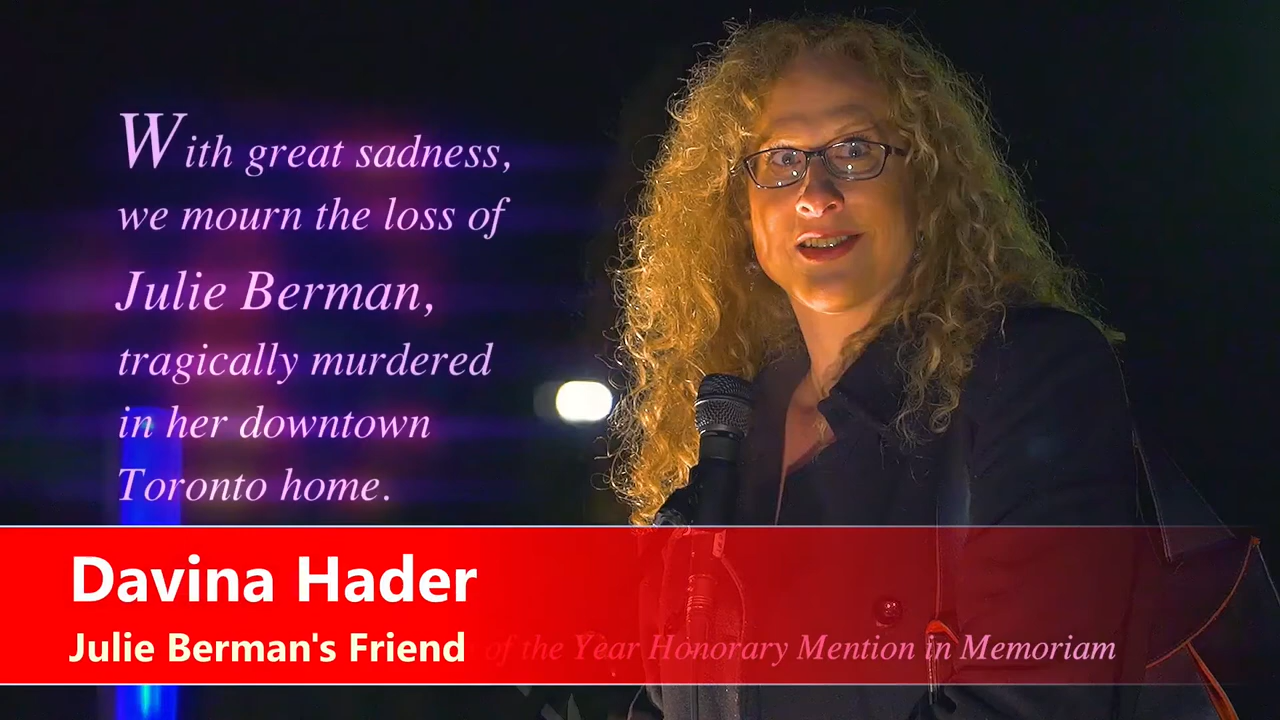 With great sadness,
we mourn the loss of
Julie Berman,
tragically murdered
in her downtown
Toronto home.
Davina Hader
Julie Berman's Friend
of the Year Honorary Mention in Memoriam